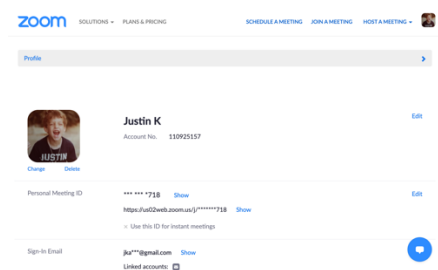 zoom
SOLUTIONS PLANS & PRICING SCHEDULE A MEETING JOIN A MEETING HOST A MEETING
Profile
Justin K
Edit
Account No. 110925157
JUSTIN
Change Delete
Personal Meeting ID
*** *** *718 Show
Edit
https://us02web.zoom.us/j/*******718 Show
× Use this ID for instant meetings
Sign-In Email
jka***@gmail.com Show
Linked accounts: